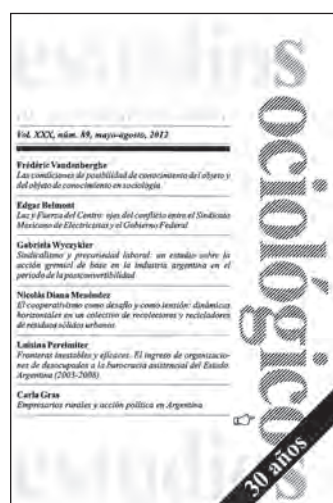 estudios
Vol. XXX, núm. 89, mayo-agosto, 2012
Frédéric Vandenberghe
Las condiciones de posibilidad de conocimiento del objeto y
del objeto de conocimiento en sociología
Edgar Belmont
Luz y Fuerza del Centro: ejes del conflicto entre el Sindicato
Mexicano de Electricistas y el Gobierno Federal
Gabriela Wyczykier
Sindicalismo y precariedad laboral: un estudio sobre la
acción gremial de base en la industria argentina en el
periodo de la postconvertibilidad
Nicolás Diana Menéndez
El cooperativismo como desafío y como tensión: dinámicas
horizontales en un colectivo de recolectores y recicladores
de residuos sólidos urbanos
Luisina Perelmiter
Fronteras inestables y eficaces. El ingreso de organizacio-
nes de desocupados a la burocracia asistencial del Estado.
Argentina (2003-2008)
Carla Gras
Empresarios rurales y acción política en Argentina
sociológicos
30 años
estudios